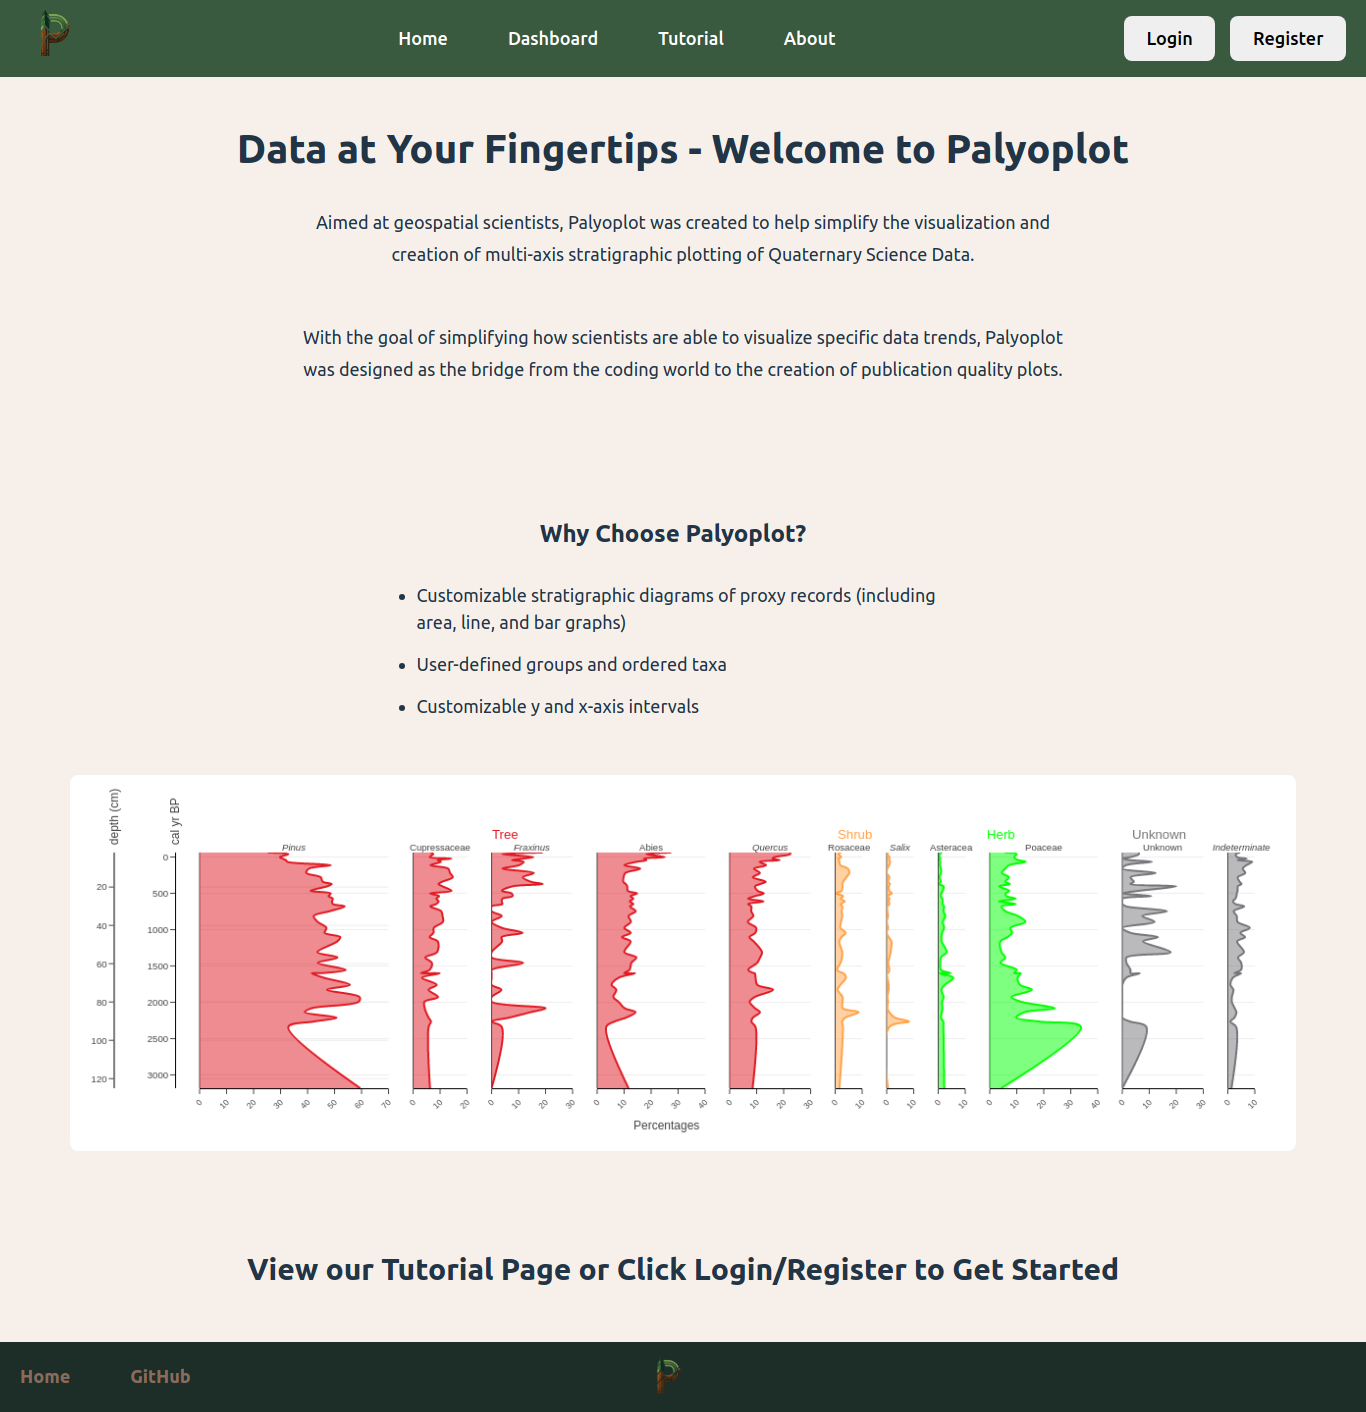 Home Dashboard Tutorial About Login Register
Data at Your Fingertips - Welcome to Palyoplot
Aimed at geospatial scientists, Palyoplot was created to help simplify the visualization and
creation of multi-axis stratigraphic plotting of Quaternary Science Data.
With the goal of simplifying how scientists are able to visualize specific data trends, Palyoplot
was designed as the bridge from the coding world to the creation of publication quality plots.
Why Choose Palyoplot?
• Customizable stratigraphic diagrams of proxy records (including
area, line, and bar graphs)
• User-defined groups and ordered taxa
• Customizable y and x-axis intervals
depth (cm)
cal yr BP
Tree Shrub Herb Unknown
Pinus Cupressaceae Fraxinus Abies Quercus Rosaceae Salix Asteracea Poaceae Unknown Indeterminate
20
40
60
80
100
120
0
500
1000
1500
2000
2500
3000
0 10 20 30 40 50 60 70 0 10 20 0 10 20 30 0 10 20 30 40 0 10 20 30 0 10 0 10 0 10 0 10 20 30 40 0 10 20 30 0 10
Percentages
View our Tutorial Page or Click Login/Register to Get Started
Home GitHub